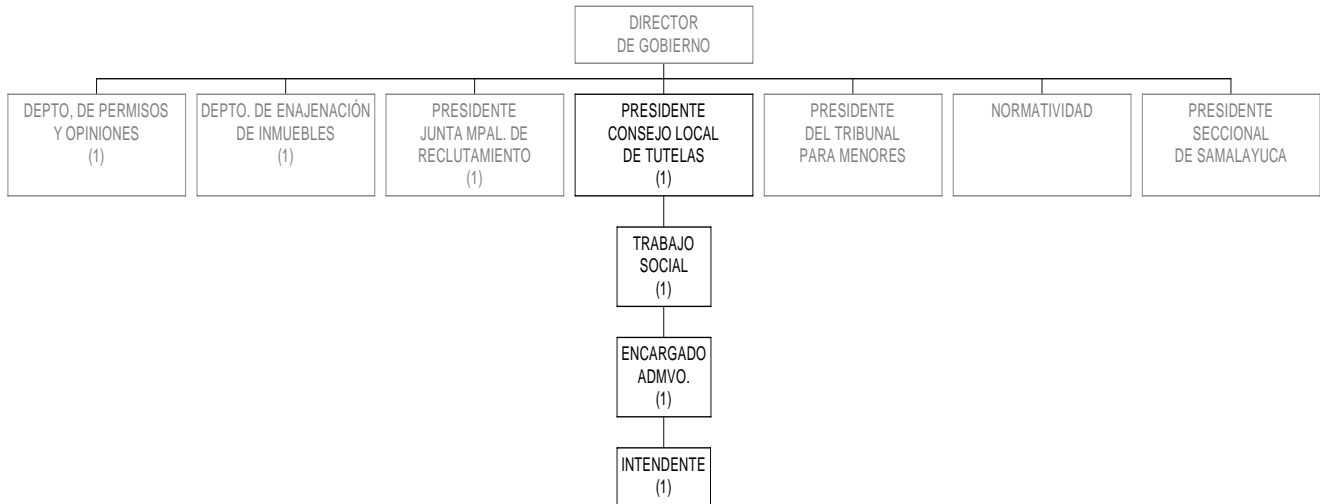 DIRECTOR
DE GOBIERNO
DEPTO, DE PERMISOS
Y OPINIONES
(1)
DEPTO. DE ENAJENACIÓN
DE INMUEBLES
(1)
PRESIDENTE
JUNTA MPAL. DE
RECLUTAMIENTO
(1)
PRESIDENTE
CONSEJO LOCAL
DE TUTELAS
(1)
PRESIDENTE
DEL TRIBUNAL
PARA MENORES
NORMATIVIDAD
PRESIDENTE
SECCIONAL
DE SAMALAYUCA
TRABAJO
SOCIAL
(1)
ENCARGADO
ADMVO.
(1)
INTENDENTE
(1)